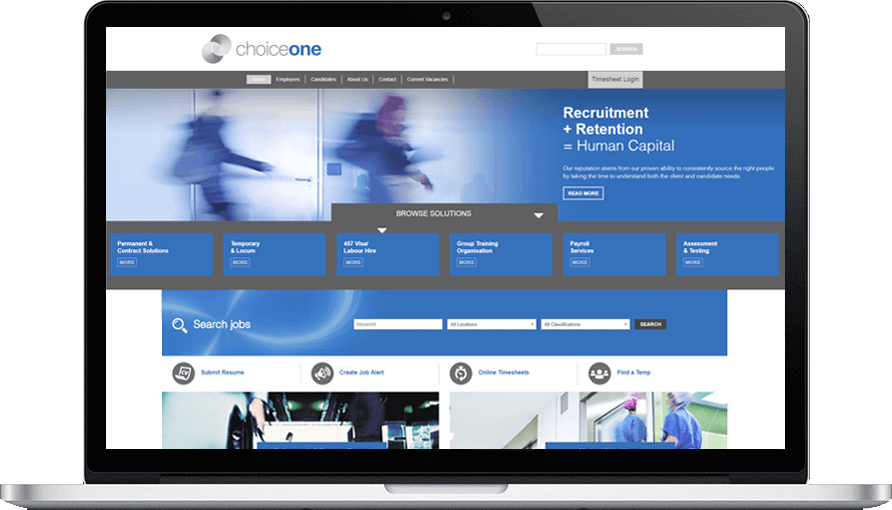 choiceone
SEARCH
Home
Employers
Candidates
About Us
Contact
Current Vacancies
Timesheet Login
Recruitment
+ Retention
= Human Capital
Our reputation stems from our proven ability to consistently source the right people
by taking the time to understand both the client and candidate needs.
READ MORE
BROWSE SOLUTIONS
Permanent &
Contract Solutions
MORE
Temporary
& Locum
MORE
457 Visa/
Labour Hire
MORE
Group Training
Organisation
MORE
Payroll
Services
MORE
Assessment
& Testing
MORE
Search jobs
Keyword
All Locations
All Classifications
SEARCH
CV
Submit Resume
Create Job Alert
Online Timesheets
Find a Temp